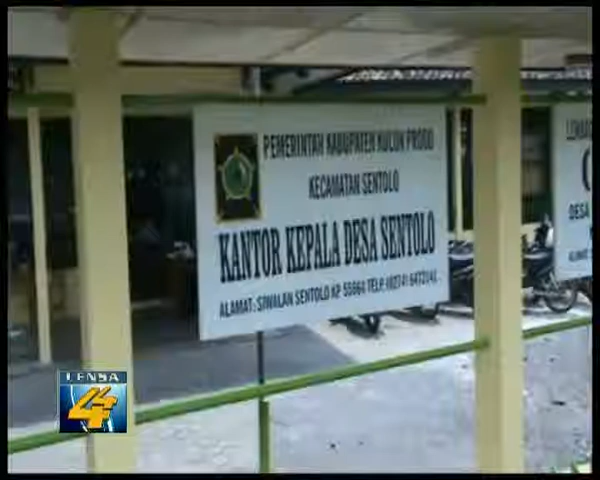 PEMERINTAH KABUPATEN KULON PROGO
KECAMATAN SENTOLO
KANTOR KEPALA DESA SENTOLO
ALAMAT: SIWALAN SENTOLO KP 55664 TELP. (0274)
DESA
LENSA
4